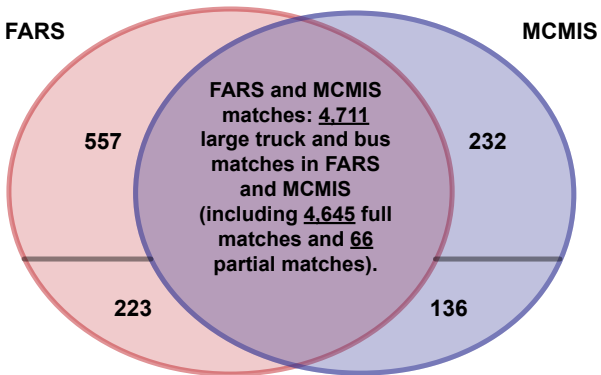 FARS
MCMIS
FARS and MCMIS
matches: 4,711
large truck and bus
matches in FARS
and MCMIS
(including 4,645 full
matches and 66
partial matches).
557
232
223
136